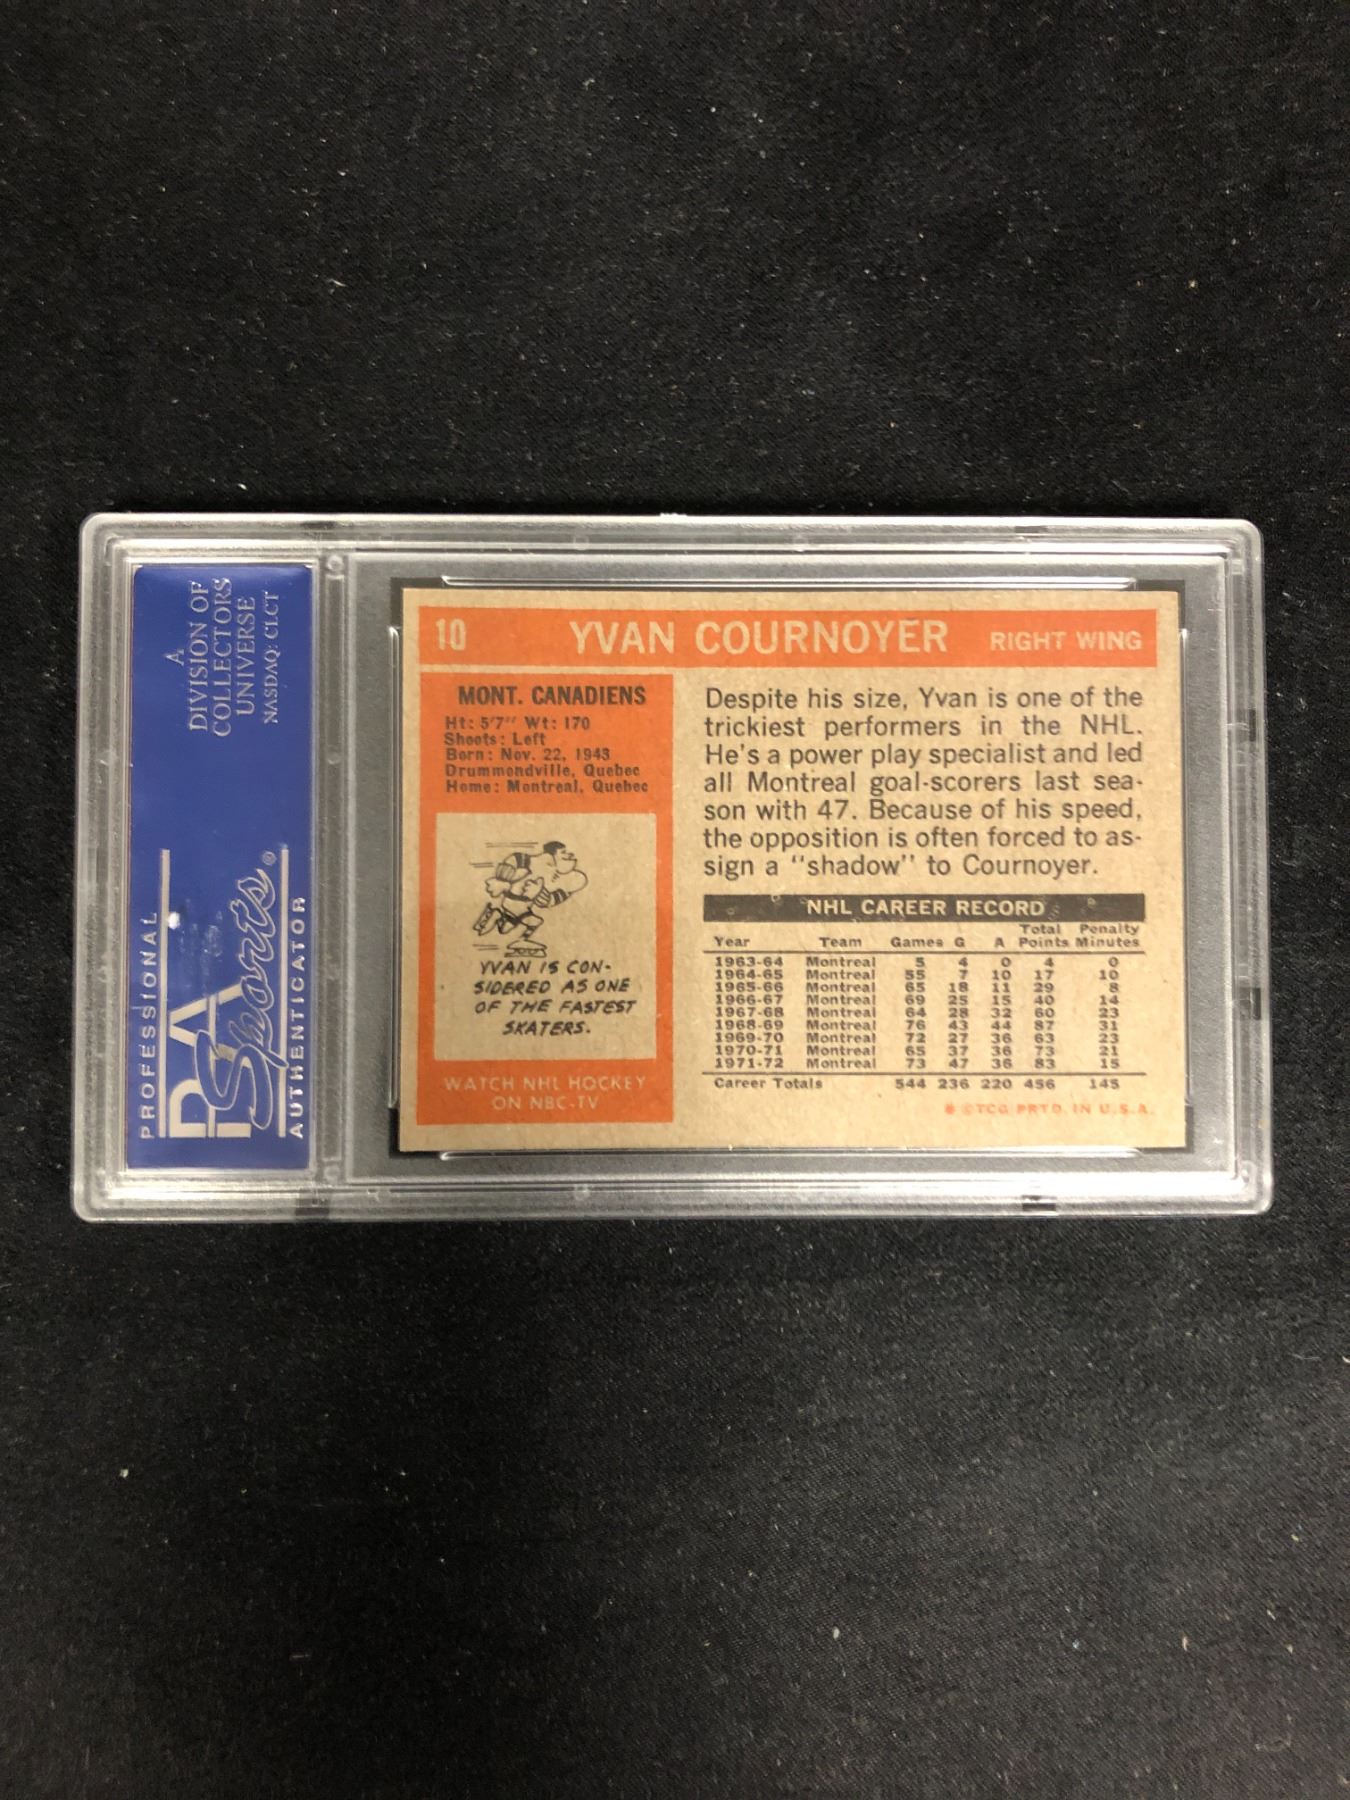 A
DIVISION OF
COLLECTORS
UNIVERSE
NASDAQ: CLCT
PROFESSIONAL
PSA
Sports®
AUTHENTICATOR
10 YVAN COURNOYER RIGHT WING
MONT. CANADIENS
Ht: 5'7" Wt: 170
Shoots: Left
Born: Nov. 22, 1943
Drummondville, Quebec
Home: Montreal, Quebec
YVAN IS CON-
SIDERED AS ONE
OF THE FASTEST
SKATERS.
WATCH NHL HOCKEY
ON NBC-TV
Despite his size, Yvan is one of the
trickiest performers in the NHL.
He's a power play specialist and led
all Montreal goal-scorers last sea-
son with 47. Because of his speed,
the opposition is often forced to as-
sign a "shadow" to Cournoyer.
NHL CAREER RECORD
Total Penalty
Year Team Games G A Points Minutes
1963-64 Montreal 5 4 0 4 0
1964-65 Montreal 55 7 10 17 10
1965-66 Montreal 65 18 11 29 8
1966-67 Montreal 69 25 15 40 14
1967-68 Montreal 64 28 32 60 23
1968-69 Montreal 76 43 44 87 31
1969-70 Montreal 72 27 36 63 23
1970-71 Montreal 65 37 36 73 21
1971-72 Montreal 73 47 36 83 15
Career Totals 544 236 220 456 145
© TCG PRTD. IN U.S.A.